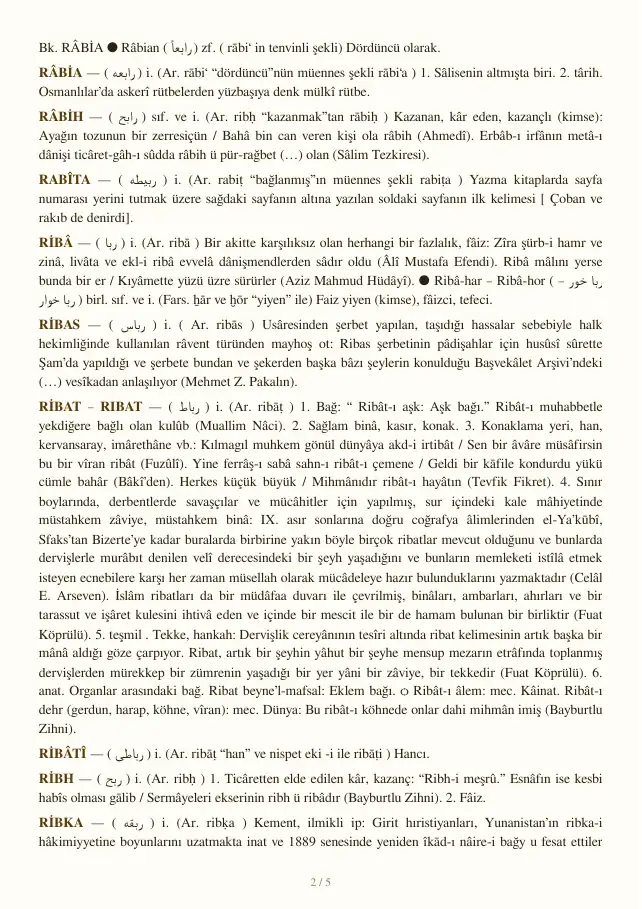 Bk. RÂBİA ● Râbian ( رابعاً ) zf. ( rābi‘ in tenvinli şekli) Dördüncü olarak.
RÂBİA — ( رابعه ) i. (Ar. rābi‘ “dördüncü”nün müennes şekli rābi‘a ) 1. Sâlisenin altmışta biri. 2. târih.
Osmanlılar’da askerî rütbelerden yüzbaşıya denk mülkî rütbe.
RÂBİH — ( رابح ) sıf. ve i. (Ar. ribḥ “kazanmak”tan rābiḥ ) Kazanan, kâr eden, kazançlı (kimse):
Ayağın tozunun bir zerresiçün / Bahâ bin can veren kişi ola râbih (Ahmedî). Erbâb-ı irfânın metâ-ı
dânişi ticâret-gâh-ı sûdda râbih ü pür-rağbet (…) olan (Sâlim Tezkiresi).
RABÎTA — ( ربيطه ) i. (Ar. rabiṭ “bağlanmış”ın müennes şekli rabiṭa ) Yazma kitaplarda sayfa
numarası yerini tutmak üzere sağdaki sayfanın altına yazılan soldaki sayfanın ilk kelimesi [ Çoban ve
rakıb de denirdi].
RİBÂ — ( ربا ) i. (Ar. ribā ) Bir akitte karşılıksız olan herhangi bir fazlalık, fâiz: Zîra şürb-i hamr ve
zinâ, livâta ve ekl-i ribâ evvelâ dânişmendlerden sâdır oldu (Âlî Mustafa Efendi). Ribâ mâlını yerse
bunda bir er / Kıyâmette yüzü üzre sürürler (Aziz Mahmud Hüdâyî). ● Ribâ-har – Ribâ-hor ( ربا خور –
ربا خوار ) birl. sıf. ve i. (Fars. ḫār ve ḫōr “yiyen” ile) Faiz yiyen (kimse), fâizci, tefeci.
RİBAS — ( رباس ) i. ( Ar. ribās ) Usâresinden şerbet yapılan, taşıdığı hassalar sebebiyle halk
hekimliğinde kullanılan râvent türünden mayhoş ot: Ribas şerbetinin pâdişahlar için husûsî sûrette
Şam’da yapıldığı ve şerbete bundan ve şekerden başka bâzı şeylerin konulduğu Başvekâlet Arşivi’ndeki
(…) vesîkadan anlaşılıyor (Mehmet Z. Pakalın).
RİBAT – RIBAT — ( رباط ) i. (Ar. ribāṭ ) 1. Bağ: “ Ribât-ı aşk: Aşk bağı.” Ribât-ı muhabbetle
yekdiğere bağlı olan kulûb (Muallim Nâci). 2. Sağlam binâ, kasır, konak. 3. Konaklama yeri, han,
kervansaray, imârethâne vb.: Kılmagıl muhkem gönül dünyâya akd-i irtibât / Sen bir âvâre müsâfirsin
bu bir vîran ribât (Fuzûlî). Yine ferrâş-ı sabâ sahn-ı ribât-ı çemene / Geldi bir kāfile kondurdu yükü
cümle bahâr (Bâkî’den). Herkes küçük büyük / Mihmânıdır ribât-ı hayâtın (Tevfik Fikret). 4. Sınır
boylarında, derbentlerde savaşçılar ve mücâhitler için yapılmış, sur içindeki kale mâhiyetinde
müstahkem zâviye, müstahkem binâ: IX. asır sonlarına doğru coğrafya âlimlerinden el-Ya’kūbî,
Sfaks’tan Bizerte’ye kadar buralarda birbirine yakın böyle birçok ribatlar mevcut olduğunu ve bunlarda
dervişlerle murâbıt denilen velî derecesindeki bir şeyh yaşadığını ve bunların memleketi istîlâ etmek
isteyen ecnebilere karşı her zaman müsellah olarak mücâdeleye hazır bulunduklarını yazmaktadır (Celâl
E. Arseven). İslâm ribatları da bir müdâfaa duvarı ile çevrilmiş, binâları, ambarları, ahırları ve bir
tarassut ve işâret kulesini ihtivâ eden ve içinde bir mescit ile bir de hamam bulunan bir birliktir (Fuat
Köprülü). 5. teşmil . Tekke, hankah: Dervişlik cereyânının tesîri altında ribat kelimesinin artık başka bir
mânâ aldığı göze çarpıyor. Ribat, artık bir şeyhin yâhut bir şeyhe mensup mezarın etrâfında toplanmış
dervişlerden mürekkep bir zümrenin yaşadığı bir yer yâni bir zâviye, bir tekkedir (Fuat Köprülü). 6.
anat. Organlar arasındaki bağ. Ribat beyne’l-mafsal: Eklem bağı. ѻ Ribât-ı âlem: mec. Kâinat. Ribât-ı
dehr (gerdun, harap, köhne, vîran): mec. Dünya: Bu ribât-ı köhnede onlar dahi mihmân imiş (Bayburtlu
Zihni).
RİBÂTÎ — ( رباطى ) i. (Ar. ribāṭ “han” ve nispet eki -i ile ribāṭi ) Hancı.
RİBH — ( ربح ) i. (Ar. ribḥ ) 1. Ticâretten elde edilen kâr, kazanç: “Ribh-i meşrû.” Esnâfın ise kesbi
habîs olması gālib / Sermâyeleri ekserinin ribh ü ribâdır (Bayburtlu Zihni). 2. Fâiz.
RİBKA — ( ربقه ) i. (Ar. ribḳa ) Kement, ilmikli ip: Girit hıristiyanları, Yunanistan’ın ribka-i
hâkimiyyetine boyunlarını uzatmakta inat ve 1889 senesinde yeniden îkād-ı nâire-i bağy u fesat ettiler
2 / 5